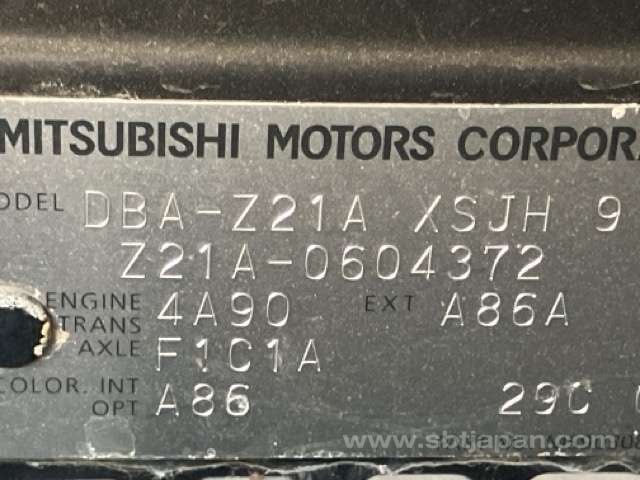 MITSUBISHI MOTORS CORPORA
ODEL DBA-Z21A XSJH 9
Z21A-0604372
ENGINE 4A90 EXT A86A
TRANS
AXLE F1C1A
COLOR. INT
OPT A86 29C
www.sbtjapan.com